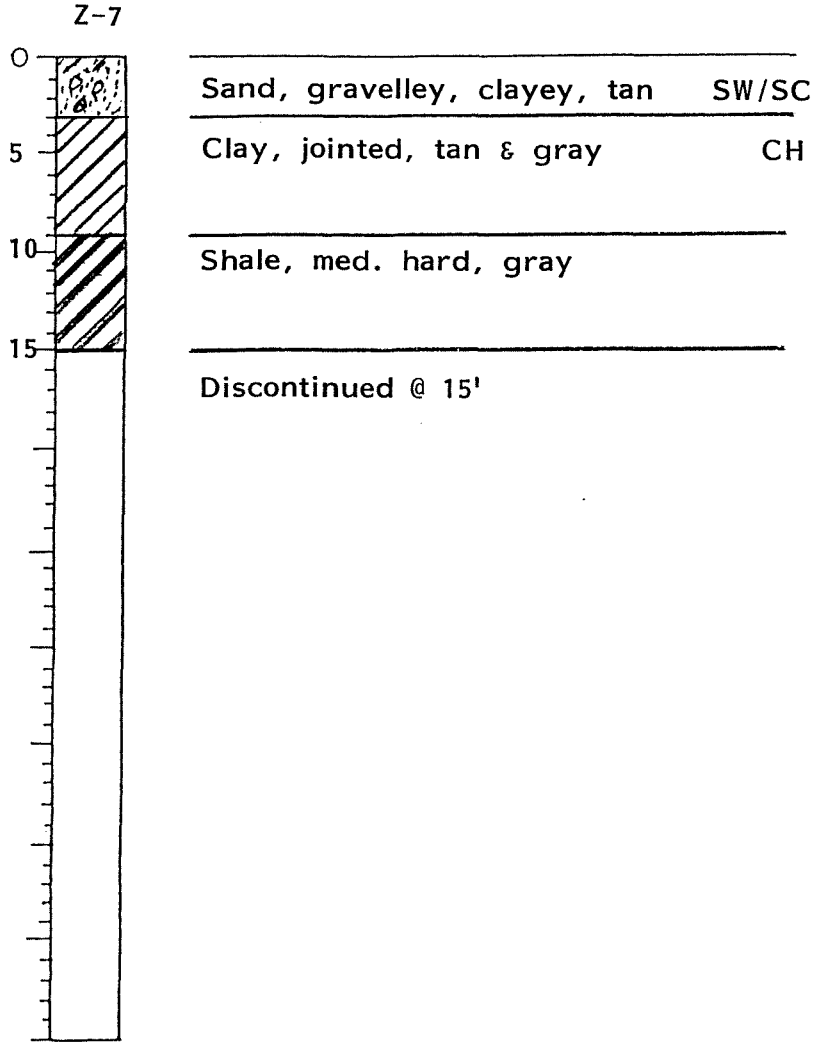 Z-7
0
Sand, gravelley, clayey, tan SW/SC
5 Clay, jointed, tan & gray CH
10 Shale, med. hard, gray
15
Discontinued @ 15'